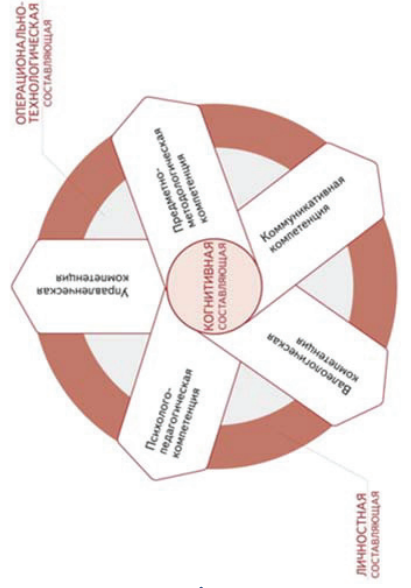 ОПЕРАЦИОНАЛЬНО-
ТЕХНОЛОГИЧЕСКАЯ
СОСТАВЛЯЮЩАЯ
Предметно-
методологическая
компетенция
Коммуникативная
компетенция
Валеологическая
компетенция
Психолого-
педагогическая
компетенция
Управленческая
компетенция
КОГНИТИВНАЯ
СОСТАВЛЯЮЩАЯ
ЛИЧНОСТНАЯ
СОСТАВЛЯЮЩАЯ